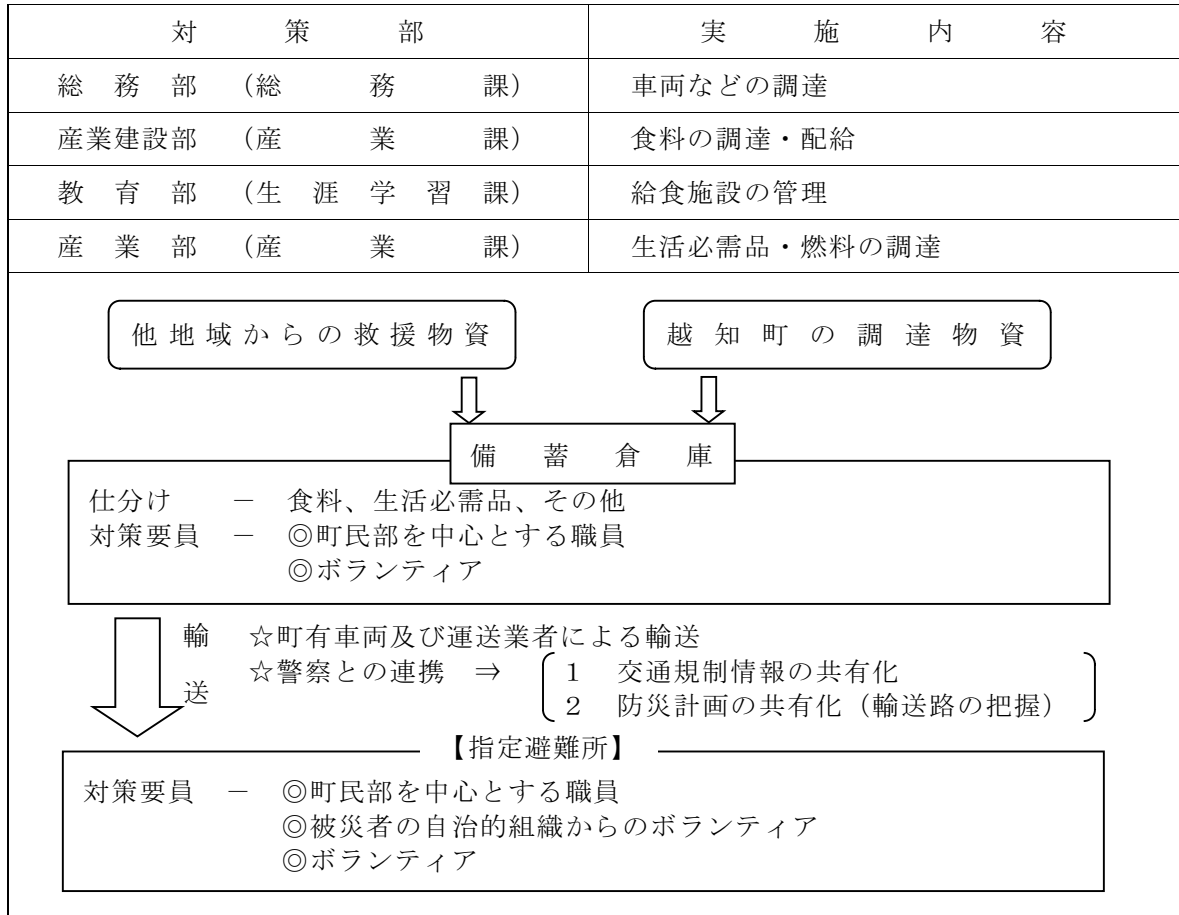 対策部 実施内容
総務部 (総務課) 車両などの調達
産業建設部 (産業課) 食料の調達・配給
教育部 (生涯学習課) 給食施設の管理
産業部 (産業課) 生活必需品・燃料の調達
他地域からの救援物資 越知町の調達物資
備蓄倉庫
仕分け － 食料、生活必需品、その他
対策要員 － ◎町民部を中心とする職員
◎ボランティア
輸送 ☆町有車両及び運送業者による輸送
☆警察との連携 ⇒ 1 交通規制情報の共有化
2 防災計画の共有化（輸送路の把握）
【指定避難所】
対策要員 － ◎町民部を中心とする職員
◎被災者の自治的組織からのボランティア
◎ボランティア